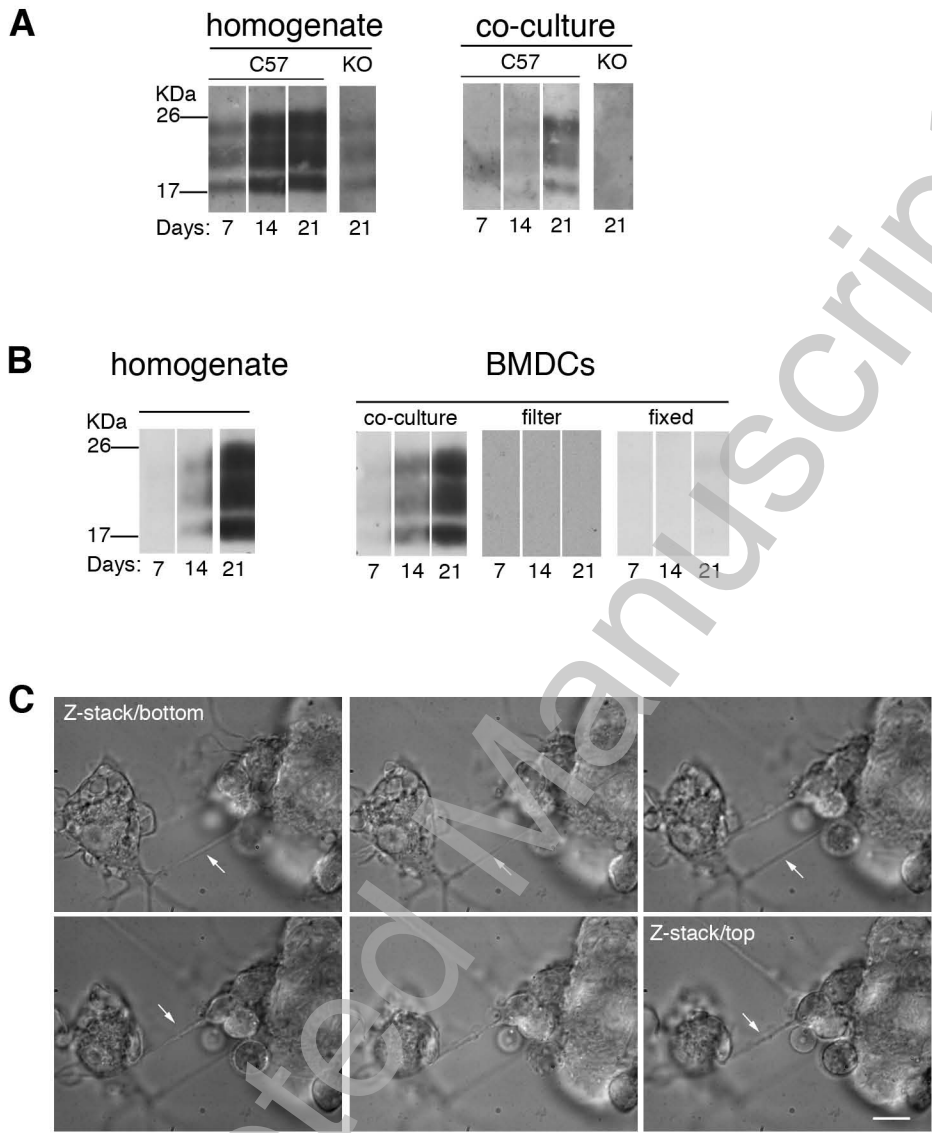 A
homogenate
co-culture
C57
KO
C57
KO
KDa
26
17
Days: 7 14 21 21
7 14 21 21
B
homogenate
BMDCs
KDa
co-culture
filter
fixed
26
17
Days: 7 14 21
7 14 21
7 14 21
7 14 21
C
Z-stack/bottom
Z-stack/top
ted Manuscrip